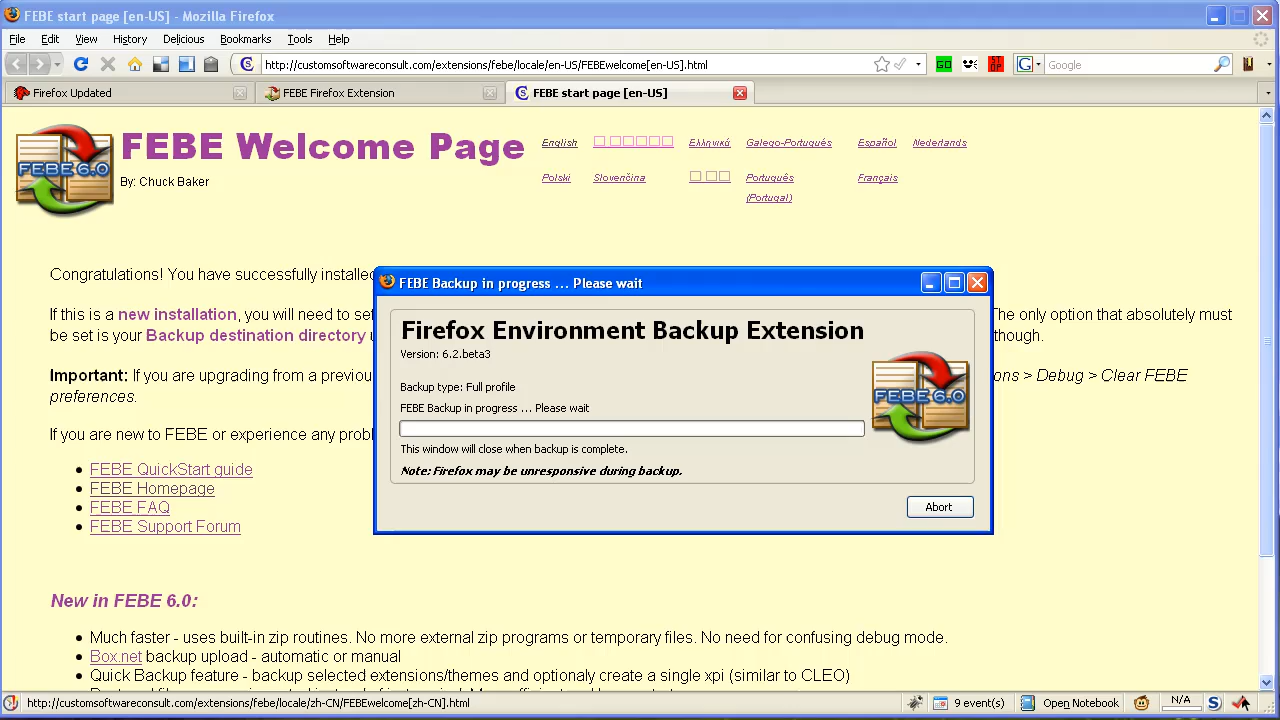 FEBE start page [en-US] - Mozilla Firefox
File Edit View History Delicious Bookmarks Tools Help
http://customsoftwareconsult.com/extensions/febe/locale/en-US/FEBEwelcome[en-US].html
GO
STOP
Google
Firefox Updated
FEBE Firefox Extension
FEBE start page [en-US]
FEBE 6.0
FEBE Welcome Page
By: Chuck Baker
English Ελληνικά Galego-Português Español Nederlands
Polski Slovenčina Português (Portugal) Français
Congratulations! You have successfully installed
If this is a new installation, you will need to set The only option that absolutely must
be set is your Backup destination directory though.
Important: If you are upgrading from a previou ons > Debug > Clear FEBE
preferences.
If you are new to FEBE or experience any prob
FEBE QuickStart guide
FEBE Homepage
FEBE FAQ
FEBE Support Forum
FEBE Backup in progress ... Please wait
Firefox Environment Backup Extension
Version: 6.2.beta3
Backup type: Full profile
FEBE Backup in progress ... Please wait
FEBE 6.0
This window will close when backup is complete.
Note: Firefox may be unresponsive during backup.
Abort
New in FEBE 6.0:
Much faster - uses built-in zip routines. No more external zip programs or temporary files. No need for confusing debug mode.
Box.net backup upload - automatic or manual
Quick Backup feature - backup selected extensions/themes and optionaly create a single xpi (similar to CLEO)
http://customsoftwareconsult.com/extensions/febe/locale/zh-CN/FEBEwelcome[zh-CN].html
9 event(s)
Open Notebook
N/A